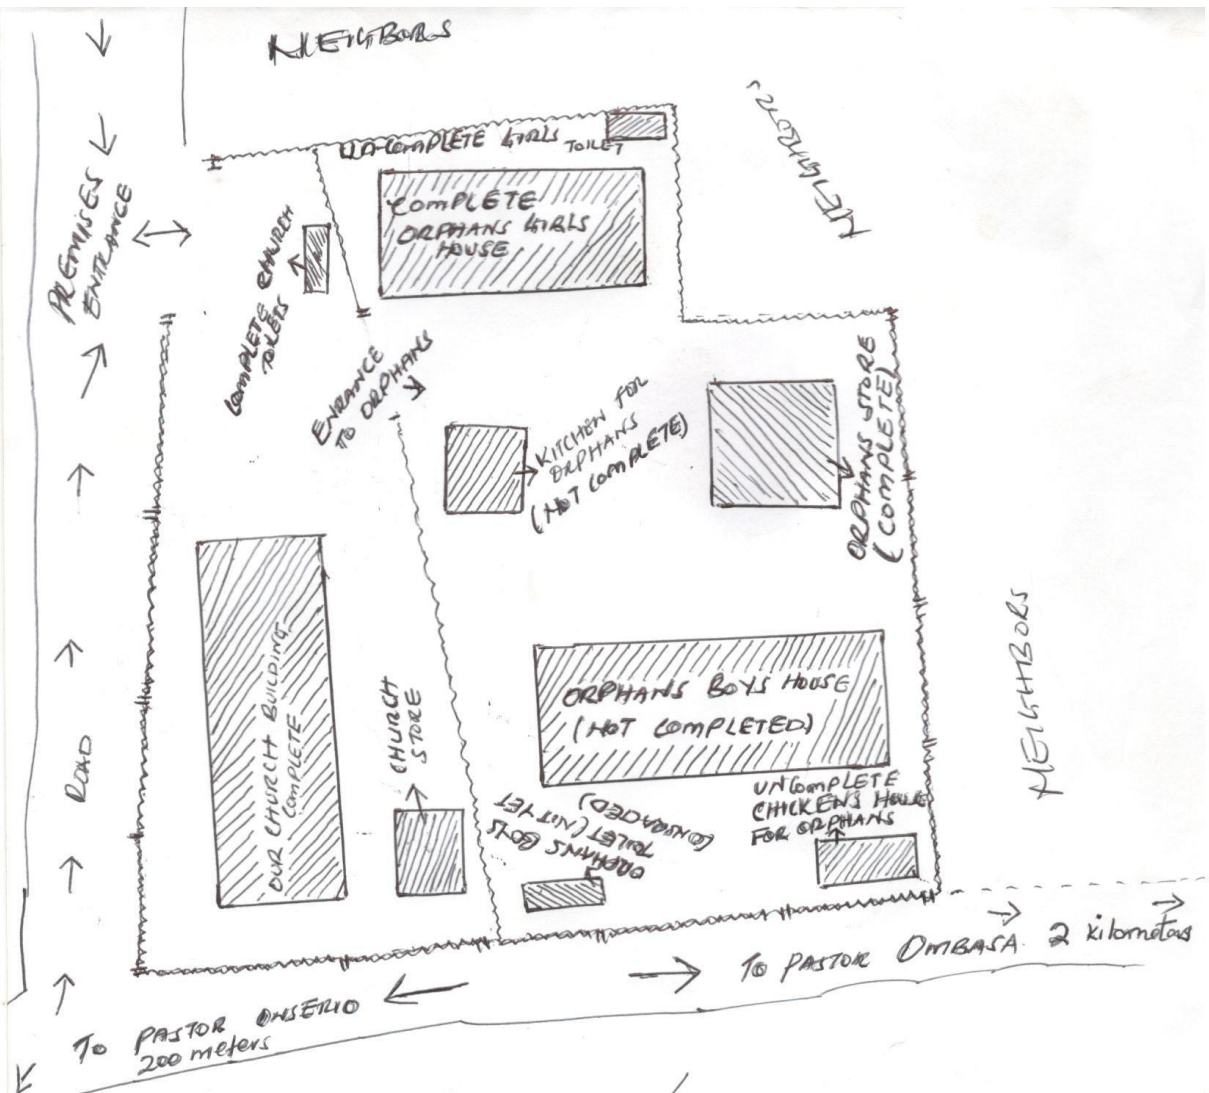 NEIGBORS
NEIGHBORS
UN-COMPLETE GIRLS
TOILET
COMPLETE
ORPHANS GIRLS
HOUSE
PREMISES
ENTRANCE
COMPLETE CHURCH
TOILETS
ENTRANCE
TO ORPHANS
KITCHEN FOR
ORPHANS
(NOT COMPLETE)
ORPHANS STORE
(COMPLETE)
OUR CHURCH BUILDING
COMPLETE
CHURCH
STORE
ORPHANS BOYS HOUSE
(NOT COMPLETED)
ORPHANS BOYS
TOILET (NOT YET
UNCOMPLETE
CHICKENS HOUSE
FOR ORPHANS
NEIGHBORS
ROAD
TO PASTOR OMBASA 2 kilometers
TO PASTOR ONSERIO
200 meters